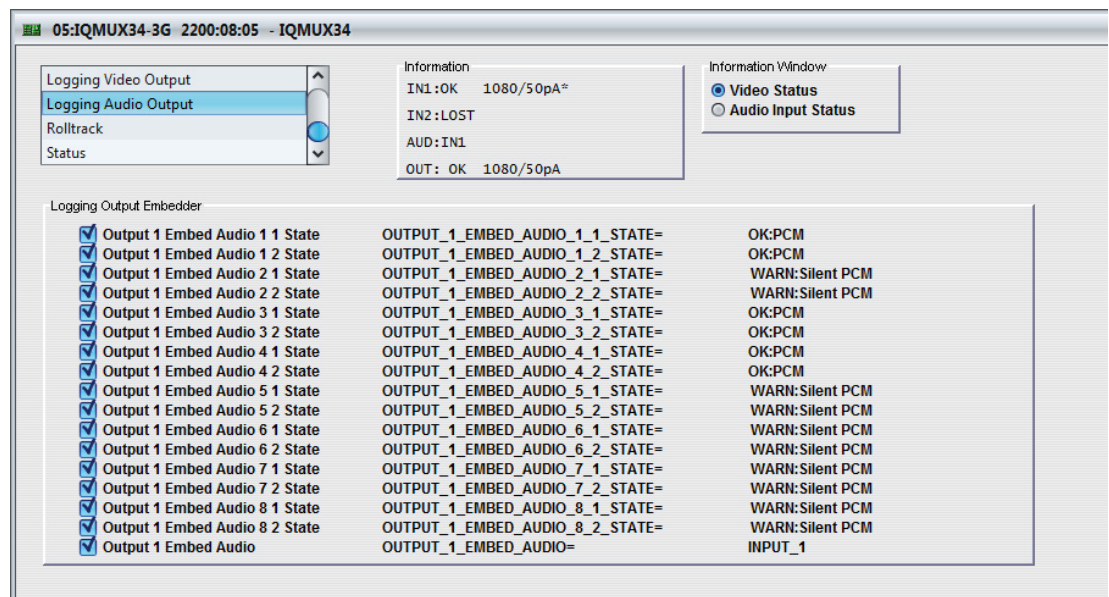 05:IQMUX34-3G 2200:08:05 - IQMUX34
Logging Video Output
Logging Audio Output
Rolltrack
Status
Information
IN1:OK 1080/50pA*
IN2:LOST
AUD:IN1
OUT: OK 1080/50pA
Information Window
Video Status
Audio Input Status
Logging Output Embedder
Output 1 Embed Audio 1 1 State OUTPUT_1_EMBED_AUDIO_1_1_STATE= OK:PCM
Output 1 Embed Audio 1 2 State OUTPUT_1_EMBED_AUDIO_1_2_STATE= OK:PCM
Output 1 Embed Audio 2 1 State OUTPUT_1_EMBED_AUDIO_2_1_STATE= WARN:Silent PCM
Output 1 Embed Audio 2 2 State OUTPUT_1_EMBED_AUDIO_2_2_STATE= WARN:Silent PCM
Output 1 Embed Audio 3 1 State OUTPUT_1_EMBED_AUDIO_3_1_STATE= OK:PCM
Output 1 Embed Audio 3 2 State OUTPUT_1_EMBED_AUDIO_3_2_STATE= OK:PCM
Output 1 Embed Audio 4 1 State OUTPUT_1_EMBED_AUDIO_4_1_STATE= OK:PCM
Output 1 Embed Audio 4 2 State OUTPUT_1_EMBED_AUDIO_4_2_STATE= OK:PCM
Output 1 Embed Audio 5 1 State OUTPUT_1_EMBED_AUDIO_5_1_STATE= WARN:Silent PCM
Output 1 Embed Audio 5 2 State OUTPUT_1_EMBED_AUDIO_5_2_STATE= WARN:Silent PCM
Output 1 Embed Audio 6 1 State OUTPUT_1_EMBED_AUDIO_6_1_STATE= WARN:Silent PCM
Output 1 Embed Audio 6 2 State OUTPUT_1_EMBED_AUDIO_6_2_STATE= WARN:Silent PCM
Output 1 Embed Audio 7 1 State OUTPUT_1_EMBED_AUDIO_7_1_STATE= WARN:Silent PCM
Output 1 Embed Audio 7 2 State OUTPUT_1_EMBED_AUDIO_7_2_STATE= WARN:Silent PCM
Output 1 Embed Audio 8 1 State OUTPUT_1_EMBED_AUDIO_8_1_STATE= WARN:Silent PCM
Output 1 Embed Audio 8 2 State OUTPUT_1_EMBED_AUDIO_8_2_STATE= WARN:Silent PCM
Output 1 Embed Audio OUTPUT_1_EMBED_AUDIO= INPUT_1